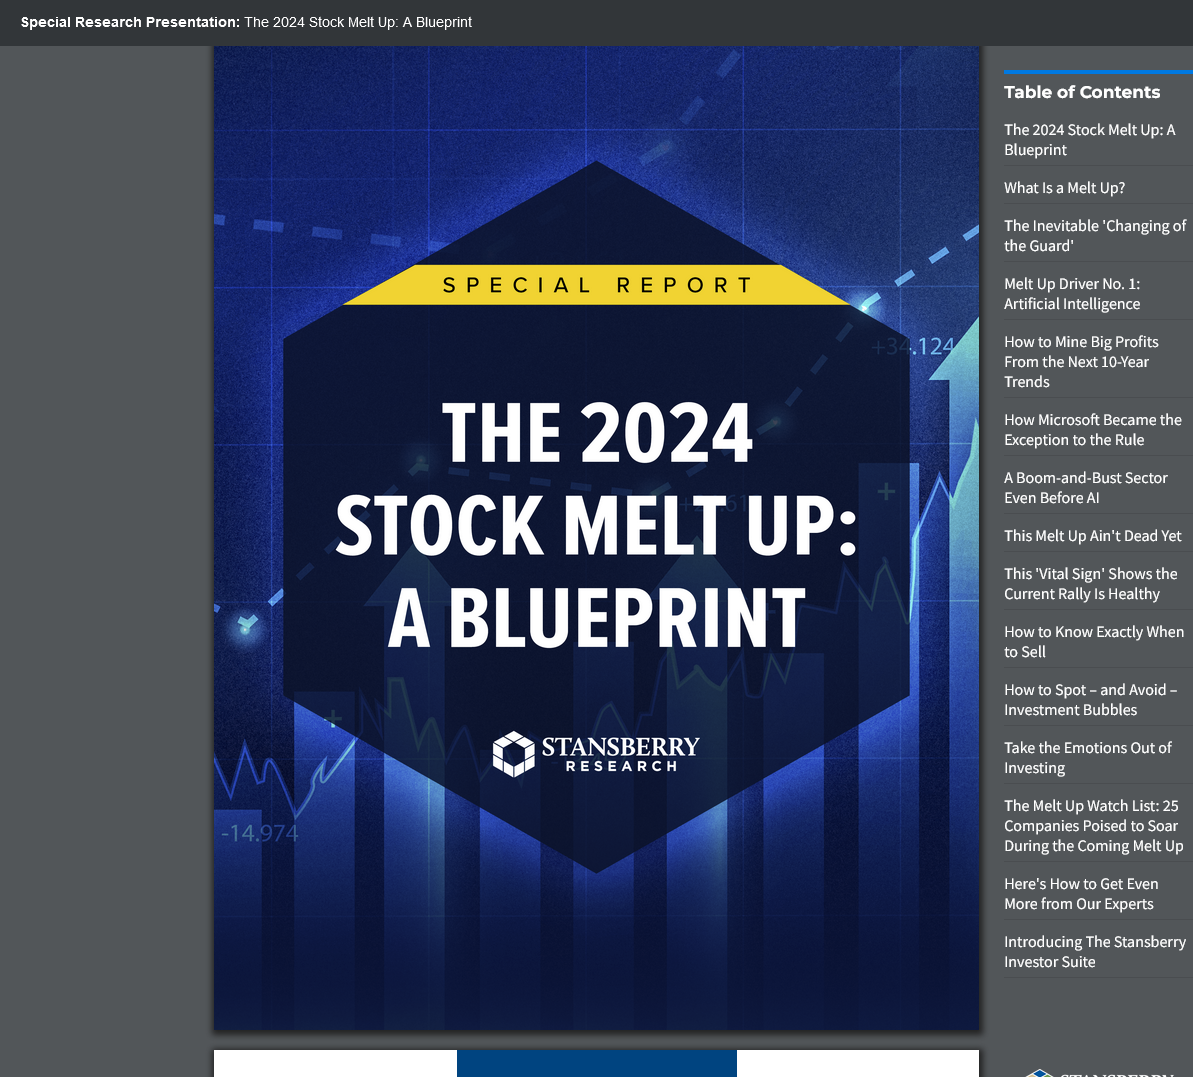 Special Research Presentation: The 2024 Stock Melt Up: A Blueprint
SPECIAL REPORT
+34.124
THE 2024
STOCK MELT UP:
A BLUEPRINT
STANSBERRY
RESEARCH
-14.974
Table of Contents
The 2024 Stock Melt Up: A
Blueprint
What Is a Melt Up?
The Inevitable 'Changing of
the Guard'
Melt Up Driver No. 1:
Artificial Intelligence
How to Mine Big Profits
From the Next 10-Year
Trends
How Microsoft Became the
Exception to the Rule
A Boom-and-Bust Sector
Even Before AI
This Melt Up Ain't Dead Yet
This 'Vital Sign' Shows the
Current Rally Is Healthy
How to Know Exactly When
to Sell
How to Spot – and Avoid –
Investment Bubbles
Take the Emotions Out of
Investing
The Melt Up Watch List: 25
Companies Poised to Soar
During the Coming Melt Up
Here's How to Get Even
More from Our Experts
Introducing The Stansberry
Investor Suite